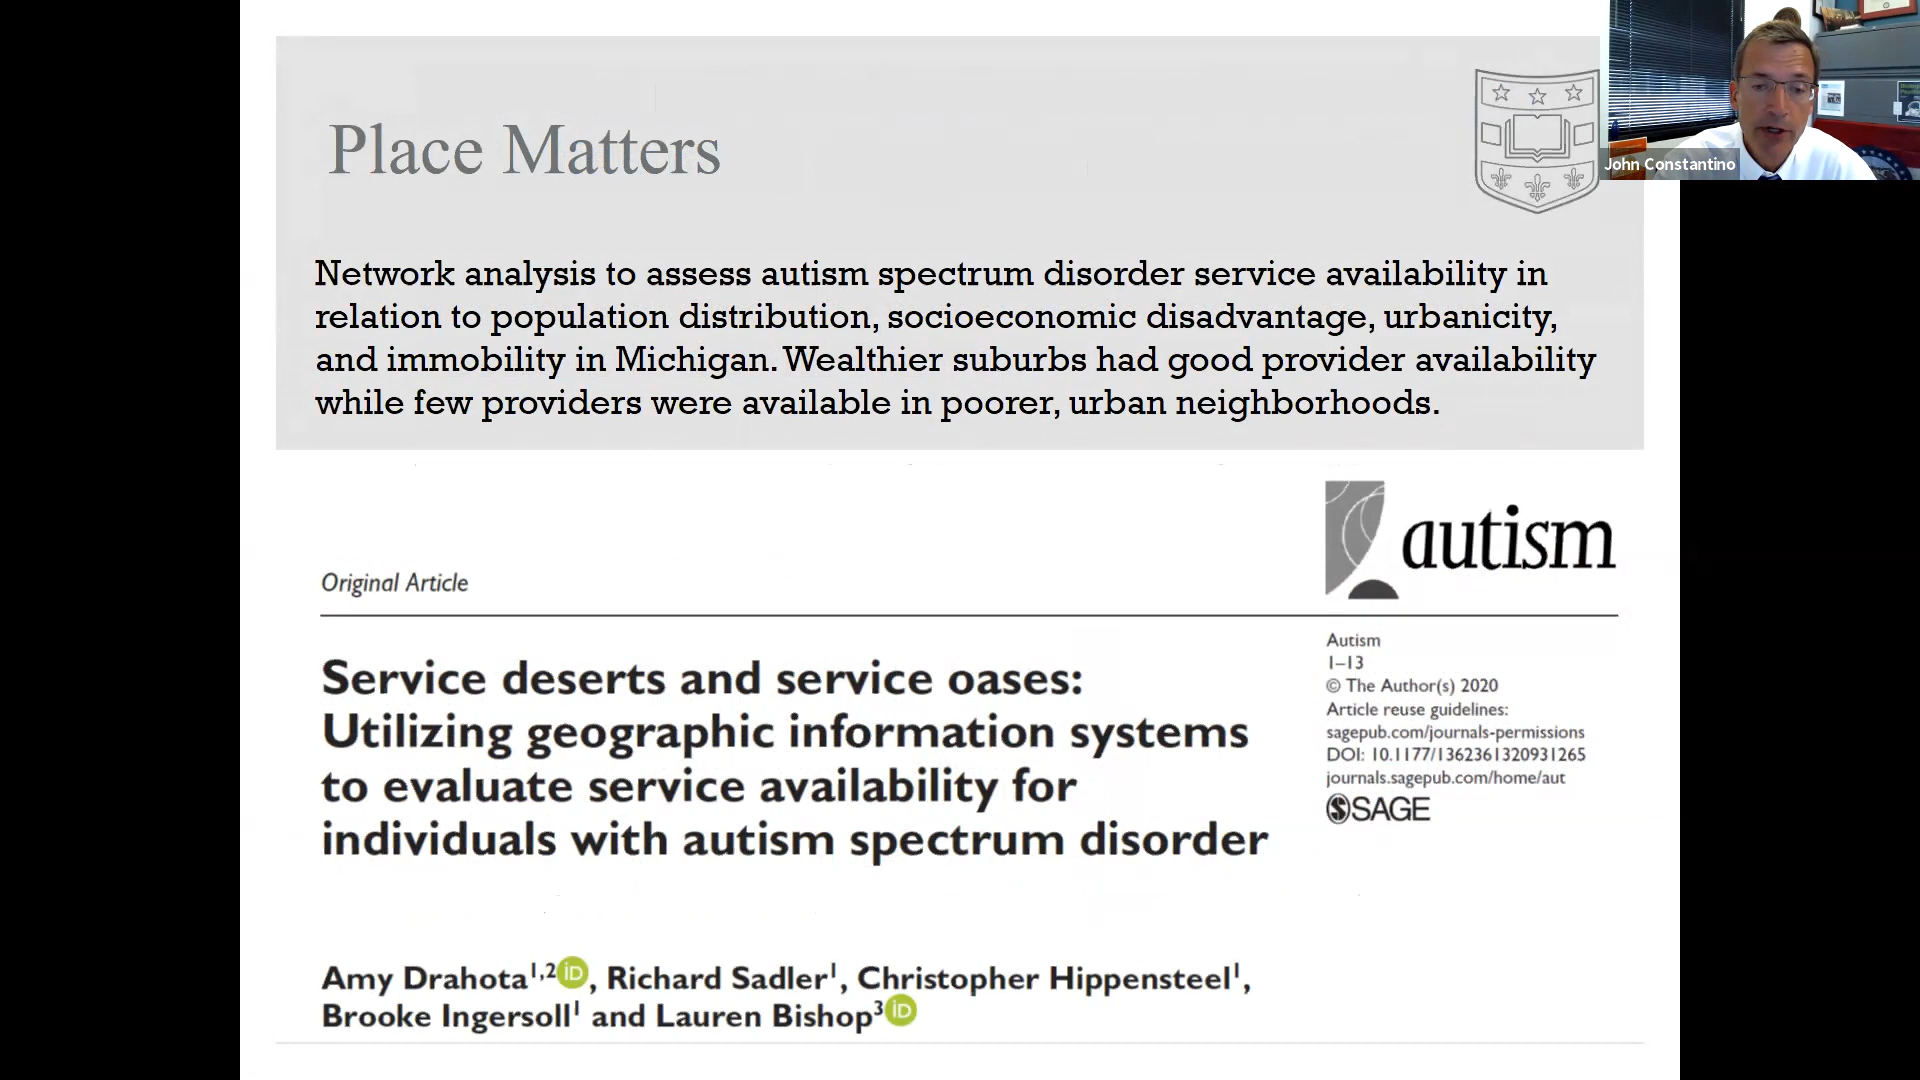 Place Matters
John Constantino
Network analysis to assess autism spectrum disorder service availability in
relation to population distribution, socioeconomic disadvantage, urbanicity,
and immobility in Michigan. Wealthier suburbs had good provider availability
while few providers were available in poorer, urban neighborhoods.
autism
Original Article
Service deserts and service oases:
Utilizing geographic information systems
to evaluate service availability for
individuals with autism spectrum disorder
Autism
1–13
© The Author(s) 2020
Article reuse guidelines:
sagepub.com/journals-permissions
DOI: 10.1177/1362361320931265
journals.sagepub.com/home/aut
SAGE
Amy Drahota1,2 iD, Richard Sadler1, Christopher Hippensteel1,
Brooke Ingersoll1 and Lauren Bishop3 iD